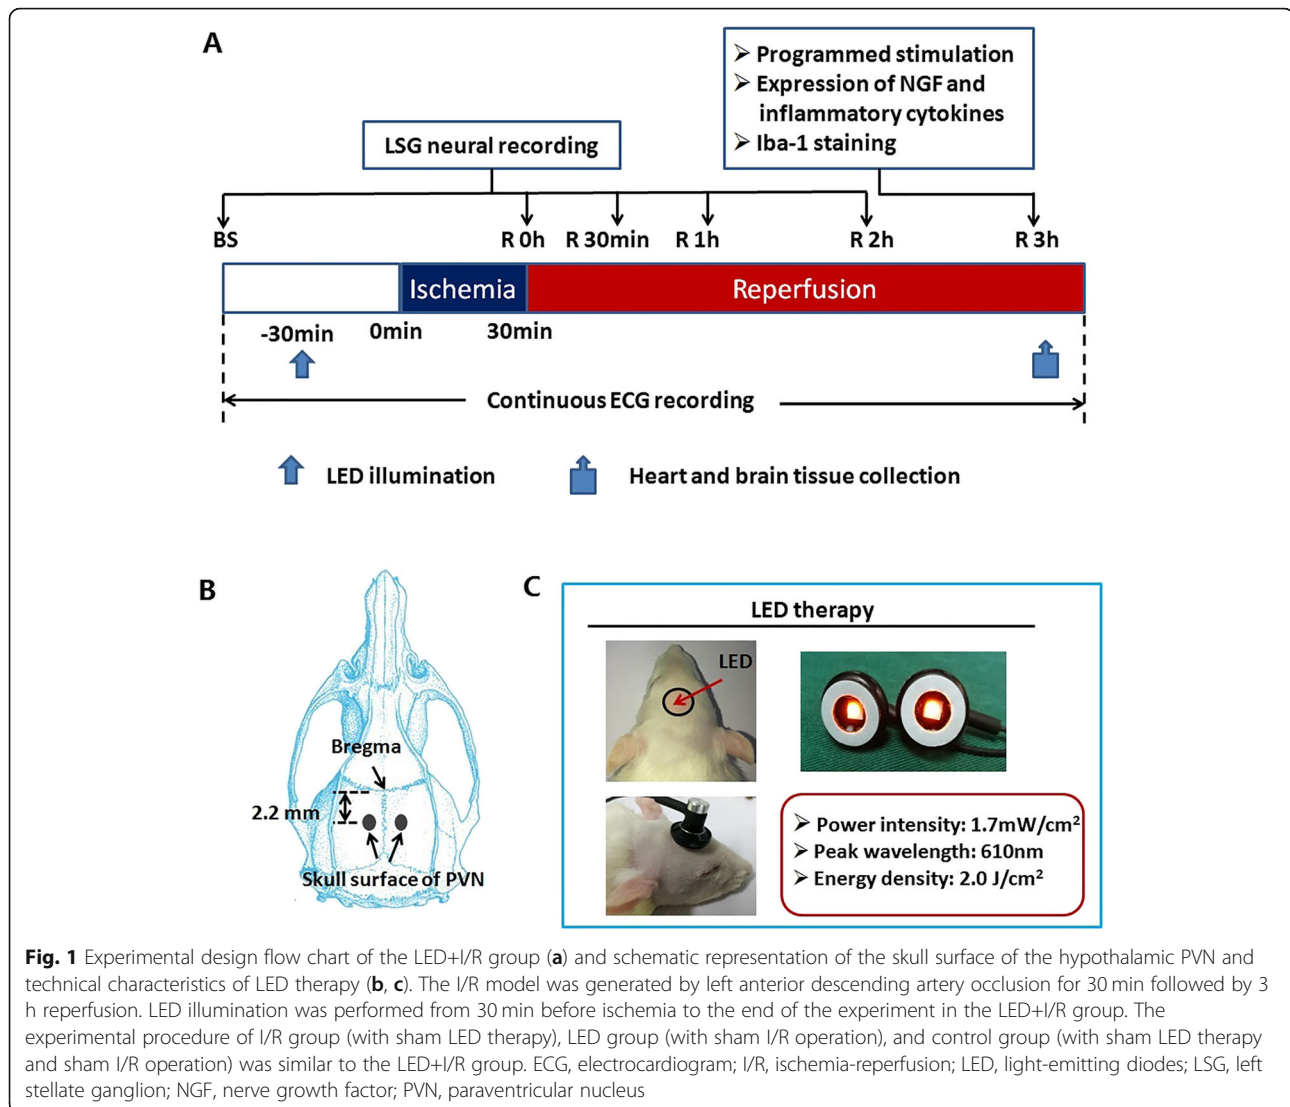 A
➢ Programmed stimulation
➢ Expression of NGF and
inflammatory cytokines
➢ Iba-1 staining
LSG neural recording
BS
R 0h
R 30min
R 1h
R 2h
R 3h
Ischemia
Reperfusion
-30min
0min
30min
Continuous ECG recording
LED illumination
Heart and brain tissue collection
B
Bregma
2.2 mm
Skull surface of PVN
C
LED therapy
LED
➢ Power intensity: 1.7mW/cm²
➢ Peak wavelength: 610nm
➢ Energy density: 2.0 J/cm²
Fig. 1 Experimental design flow chart of the LED+I/R group (a) and schematic representation of the skull surface of the hypothalamic PVN and
technical characteristics of LED therapy (b, c). The I/R model was generated by left anterior descending artery occlusion for 30 min followed by 3
h reperfusion. LED illumination was performed from 30 min before ischemia to the end of the experiment in the LED+I/R group. The
experimental procedure of I/R group (with sham LED therapy), LED group (with sham I/R operation), and control group (with sham LED therapy
and sham I/R operation) was similar to the LED+I/R group. ECG, electrocardiogram; I/R, ischemia-reperfusion; LED, light-emitting diodes; LSG, left
stellate ganglion; NGF, nerve growth factor; PVN, paraventricular nucleus